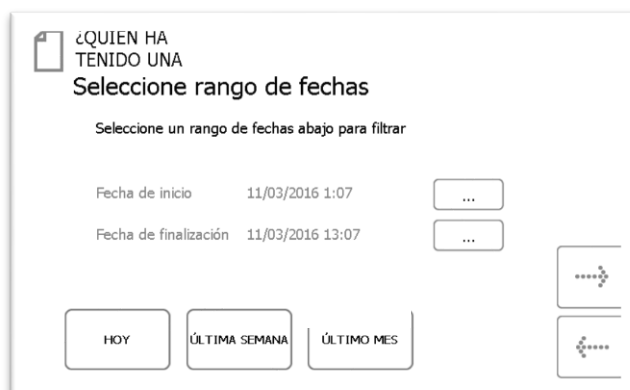 ¿QUIEN HA
TENIDO UNA
Seleccione rango de fechas
Seleccione un rango de fechas abajo para filtrar
Fecha de inicio 11/03/2016 1:07 ...
Fecha de finalización 11/03/2016 13:07 ...
HOY ÚLTIMA SEMANA ÚLTIMO MES